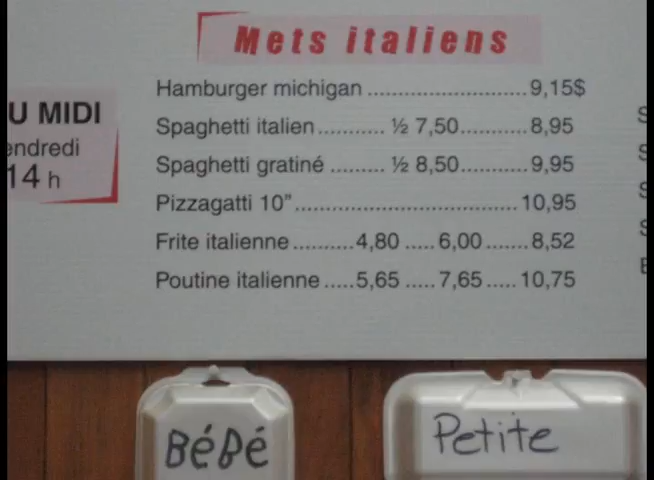 Mets italiens
Hamburger michigan ........................... 9,15$
Spaghetti italien ........... ½ 7,50 ........... 8,95
Spaghetti gratiné ......... ½ 8,50 ........... 9,95
Pizzagatti 10" ...................................... 10,95
Frite italienne .......... 4,80 ..... 6,00 ....... 8,52
Poutine italienne ..... 5,65 ..... 7,65 ..... 10,75
U MIDI
endredi
14 h
BéBé
Petite